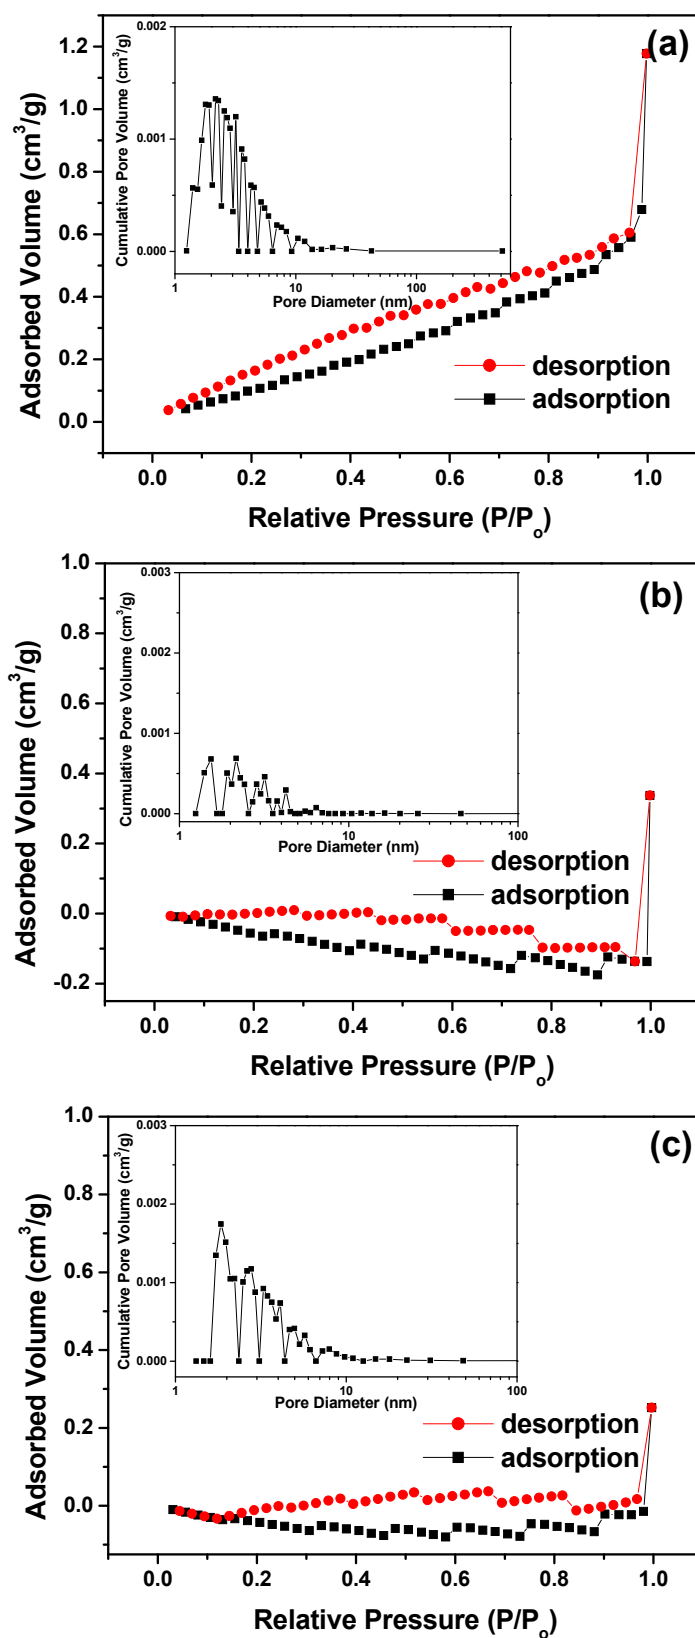 (a)
Adsorbed Volume (cm³/g)
1.2
1.0
0.8
0.6
0.4
0.2
0.0
Cumulative Pore Volume (cm³/g)
0.002
0.001
0.000
1 10 100
Pore Diameter (nm)
desorption
adsorption
0.0 0.2 0.4 0.6 0.8 1.0
Relative Pressure (P/Pₒ)
(b)
Adsorbed Volume (cm³/g)
1.0
0.8
0.6
0.4
0.2
0.0
-0.2
Cumulative Pore Volume (cm³/g)
0.003
0.002
0.001
0.000
1 10 100
Pore Diameter (nm)
desorption
adsorption
0.0 0.2 0.4 0.6 0.8 1.0
Relative Pressure (P/Pₒ)
(c)
Adsorbed Volume (cm³/g)
1.0
0.8
0.6
0.4
0.2
0.0
Cumulative Pore Volume (cm³/g)
0.003
0.002
0.001
0.000
1 10 100
Pore Diameter (nm)
desorption
adsorption
0.0 0.2 0.4 0.6 0.8 1.0
Relative Pressure (P/Pₒ)